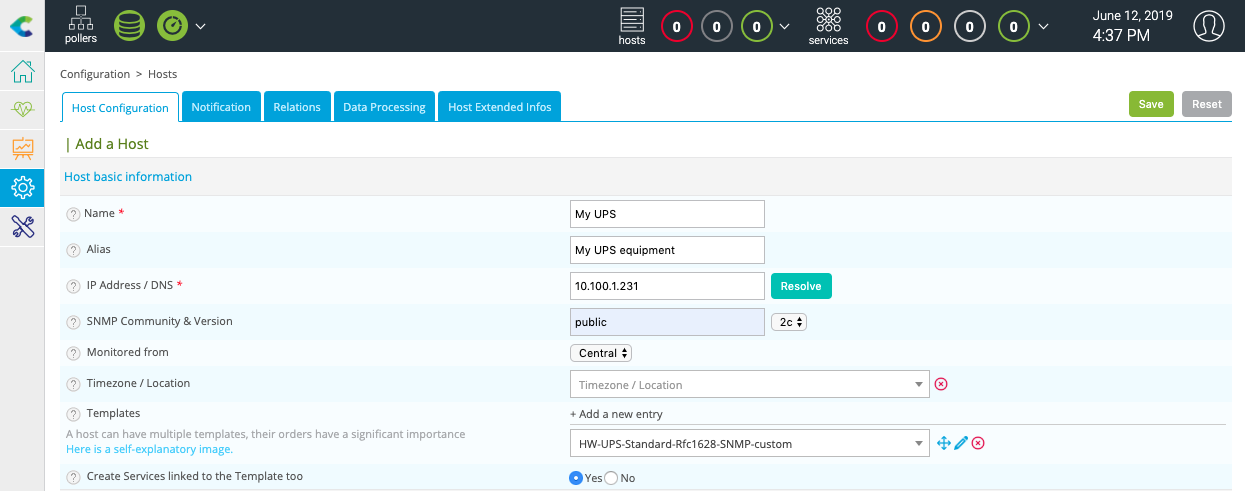 pollers
hosts
0 0 0
services
0 0 0 0
June 12, 2019
4:37 PM
Configuration > Hosts
Host Configuration Notification Relations Data Processing Host Extended Infos Save Reset
| Add a Host
Host basic information
? Name * My UPS
? Alias My UPS equipment
? IP Address / DNS * 10.100.1.231 Resolve
? SNMP Community & Version public 2c
? Monitored from Central
? Timezone / Location Timezone / Location
? Templates + Add a new entry
A host can have multiple templates, their orders have a significant importance
Here is a self-explanatory image. HW-UPS-Standard-Rfc1628-SNMP-custom
? Create Services linked to the Template too Yes No